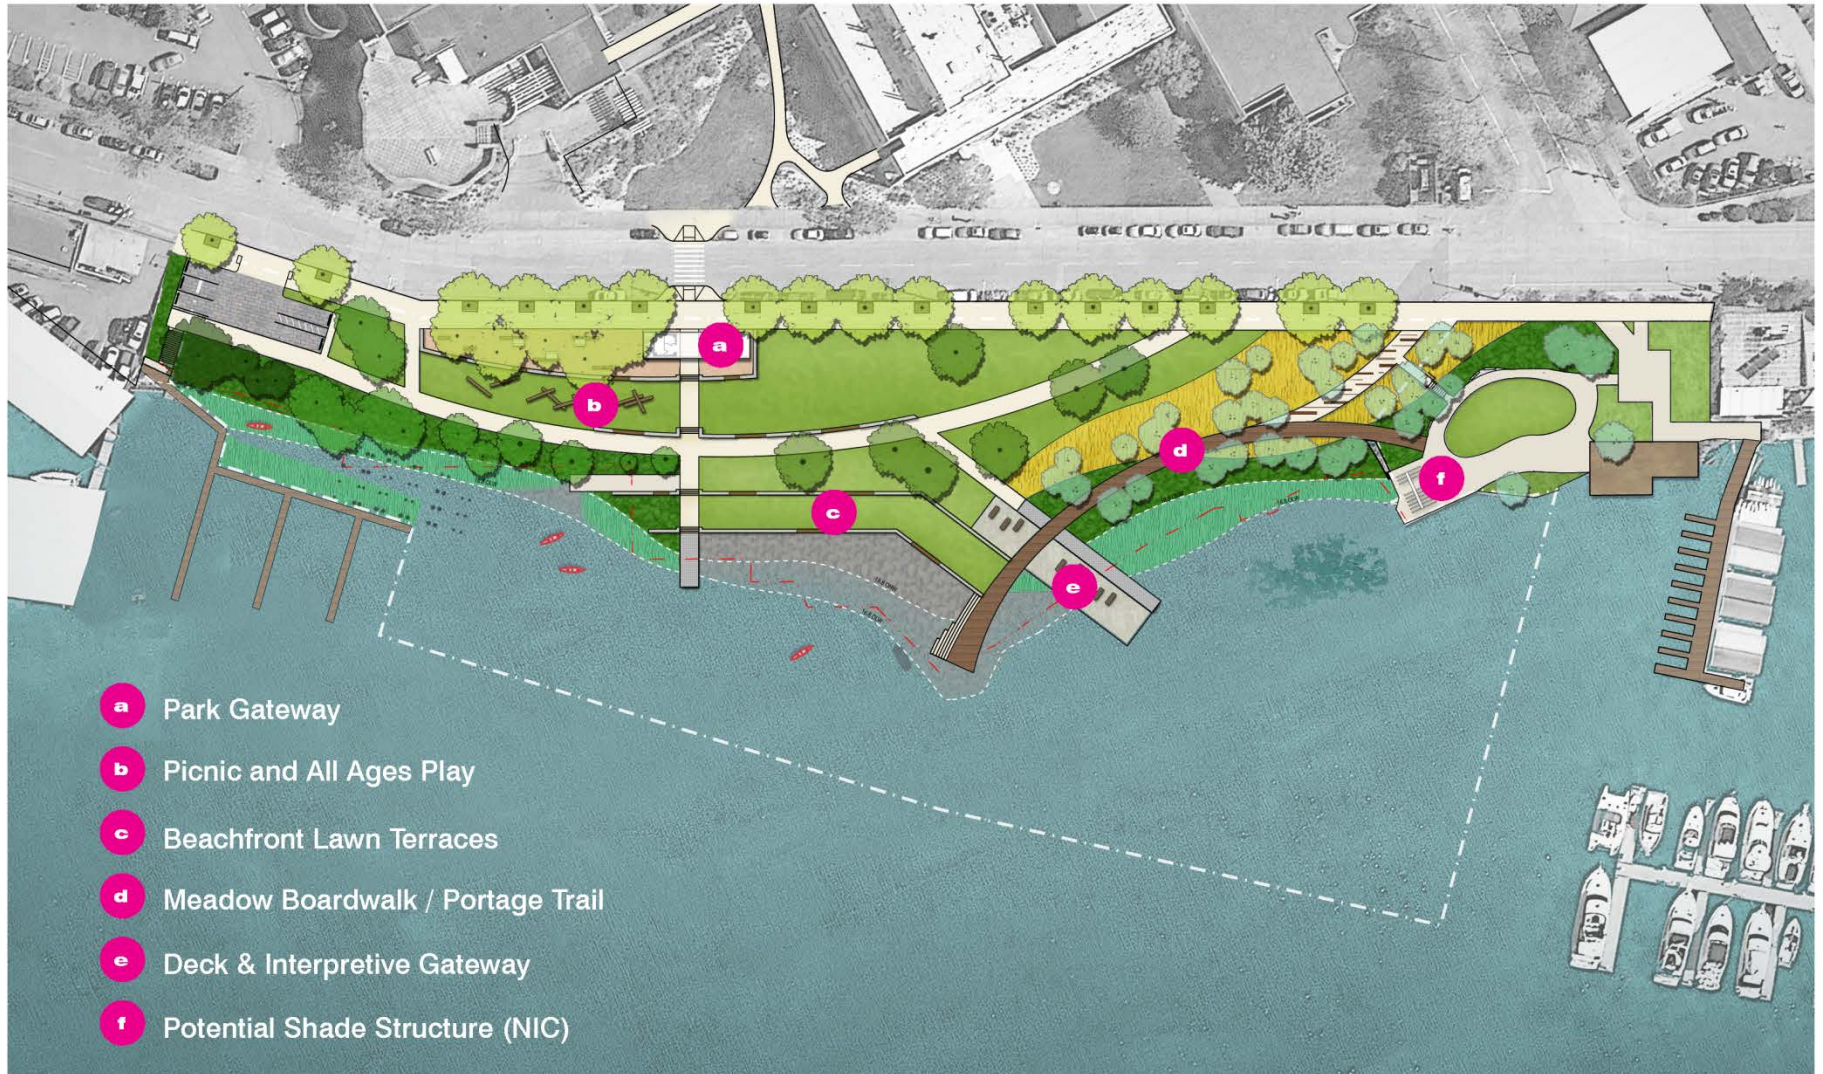 a
b
d
c
f
e
a Park Gateway
b Picnic and All Ages Play
c Beachfront Lawn Terraces
d Meadow Boardwalk / Portage Trail
e Deck & Interpretive Gateway
f Potential Shade Structure (NIC)